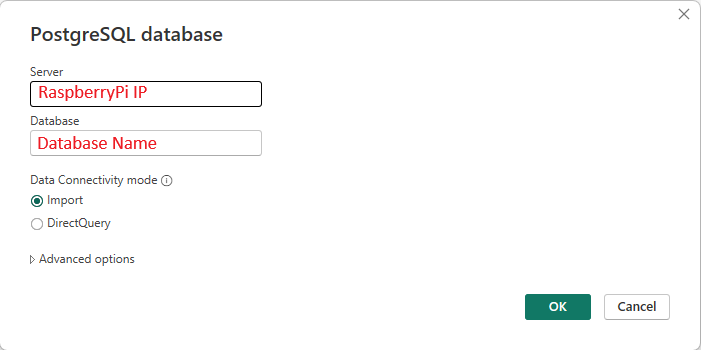 PostgreSQL database
Server
RaspberryPi IP
Database
Database Name
Data Connectivity mode
Import
DirectQuery
Advanced options
OK
Cancel